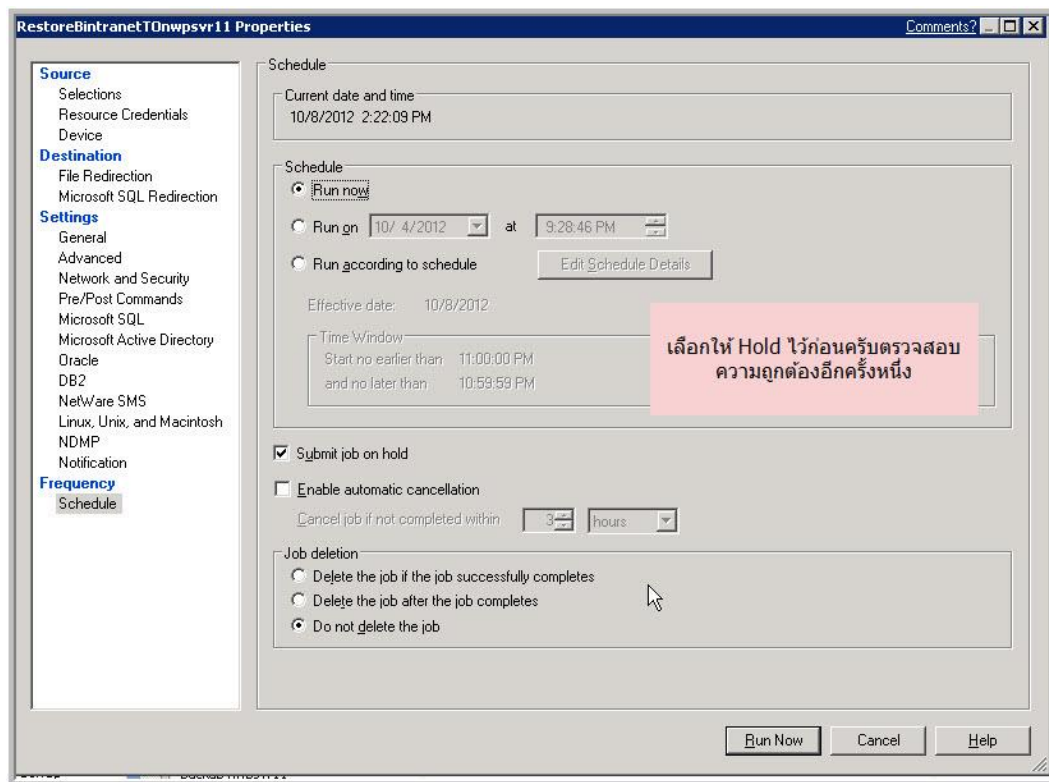 RestoreBintranetTOnwpsvr11 Properties
Comments?
Source
Selections
Resource Credentials
Device
Destination
File Redirection
Microsoft SQL Redirection
Settings
General
Advanced
Network and Security
Pre/Post Commands
Microsoft SQL
Microsoft Active Directory
Oracle
DB2
NetWare SMS
Linux, Unix, and Macintosh
NDMP
Notification
Frequency
Schedule
Schedule
Current date and time
10/8/2012 2:22:09 PM
Schedule
Run now
Run on 10/ 4/2012 at 9:28:46 PM
Run according to schedule Edit Schedule Details
Effective date: 10/8/2012
Time Window
Start no earlier than 11:00:00 PM
and no later than 10:59:59 PM
เลือกให้ Hold ไว้ก่อนครับตรวจสอบ
ความถูกต้องอีกครั้งหนึ่ง
Submit job on hold
Enable automatic cancellation
Cancel job if not completed within 3 hours
Job deletion
Delete the job if the job successfully completes
Delete the job after the job completes
Do not delete the job
Run Now Cancel Help